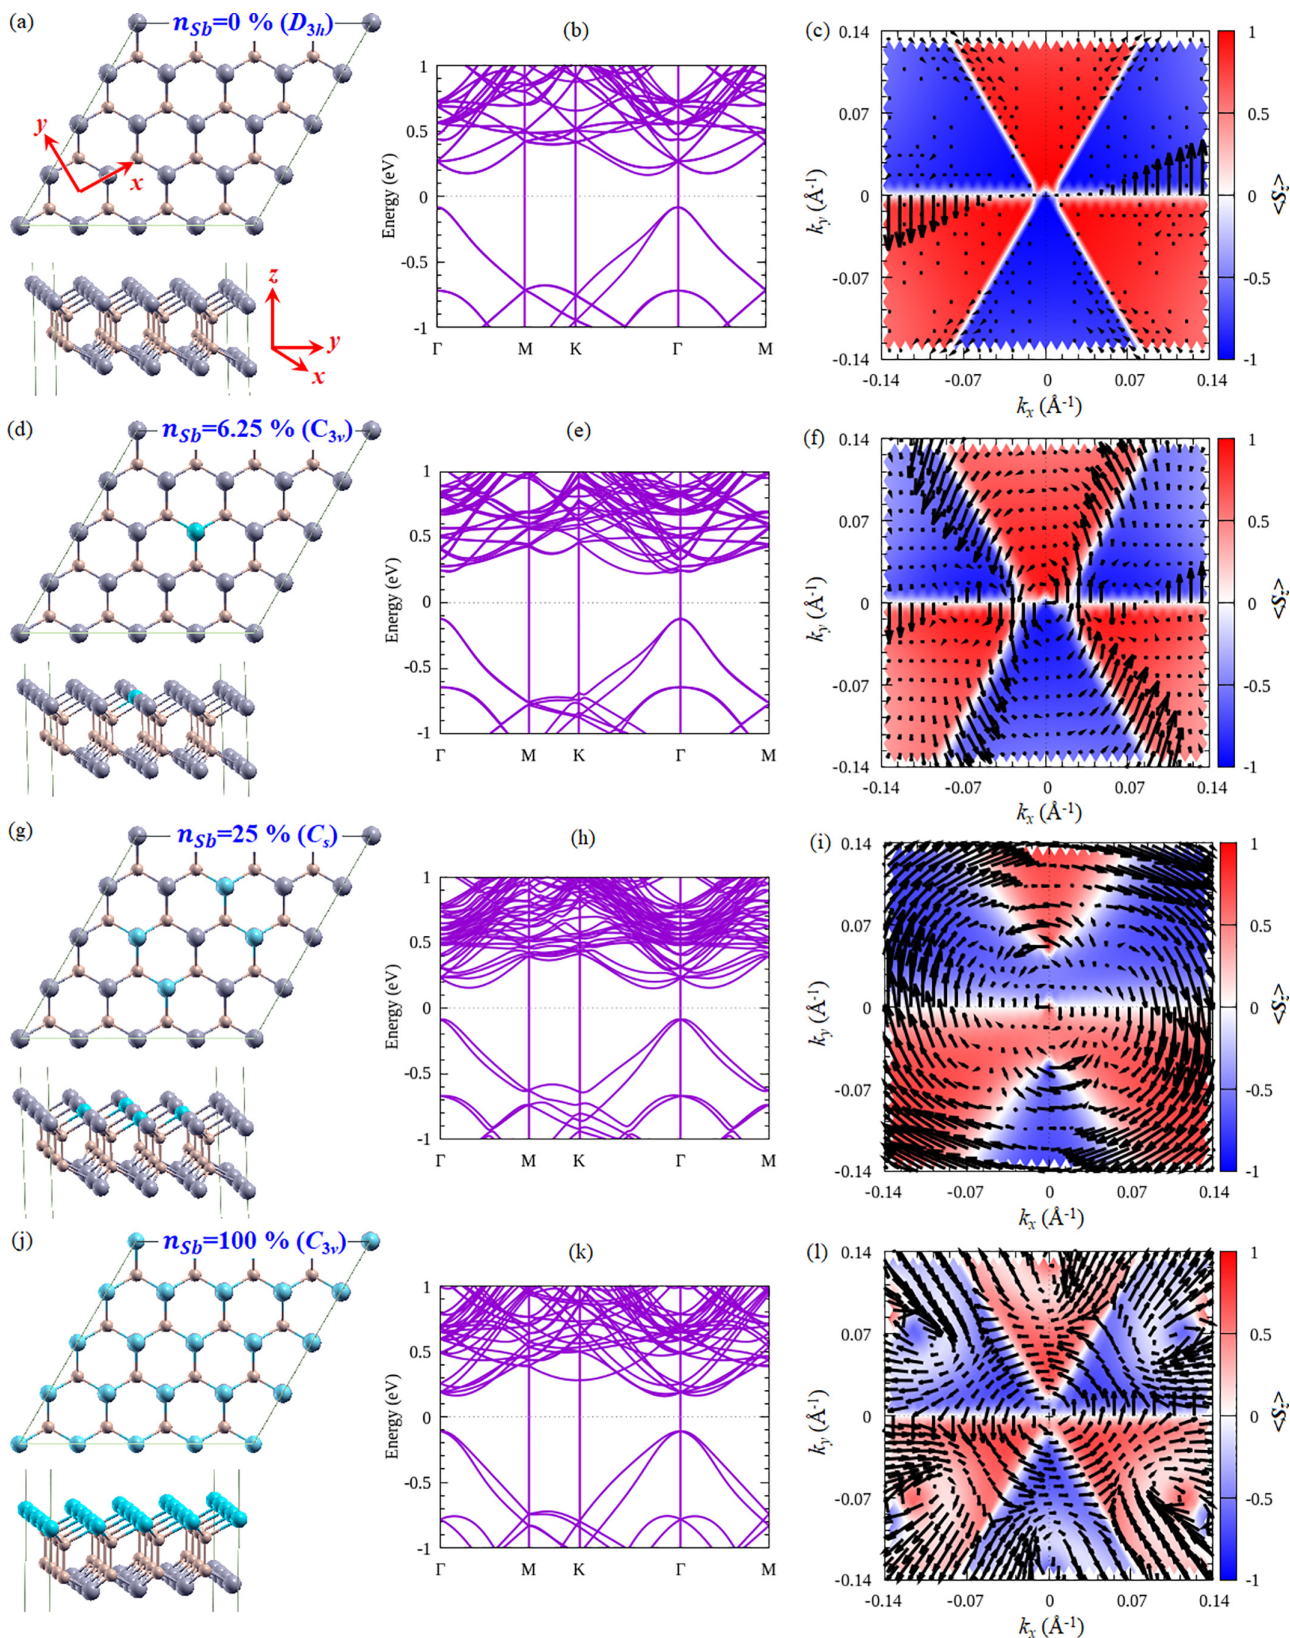 (a)
n_Sb=0 % (D_3h)
y
x
z
y
x
(b)
Energy (eV)
1
0.5
0
-0.5
-1
Γ M K Γ M
(c)
0.14
0.07
0
-0.07
-0.14
k_y (Å⁻¹)
-0.14 -0.07 0 0.07 0.14
k_x (Å⁻¹)
1
0.5
0
-0.5
-1
<S_z>
(d)
n_Sb=6.25 % (C_3v)
(e)
Energy (eV)
1
0.5
0
-0.5
-1
Γ M K Γ M
(f)
0.14
0.07
0
-0.07
-0.14
k_y (Å⁻¹)
-0.14 -0.07 0 0.07 0.14
k_x (Å⁻¹)
1
0.5
0
-0.5
-1
<S_z>
(g)
n_Sb=25 % (C_s)
(h)
Energy (eV)
1
0.5
0
-0.5
-1
Γ M K Γ M
(i)
0.14
0.07
0
-0.07
-0.14
k_y (Å⁻¹)
-0.14 -0.07 0 0.07 0.14
k_x (Å⁻¹)
1
0.5
0
-0.5
-1
<S_z>
(j)
n_Sb=100 % (C_3v)
(k)
Energy (eV)
1
0.5
0
-0.5
-1
Γ M K Γ M
(l)
0.14
0.07
0
-0.07
-0.14
k_y (Å⁻¹)
-0.14 -0.07 0 0.07 0.14
k_x (Å⁻¹)
1
0.5
0
-0.5
-1
<S_z>